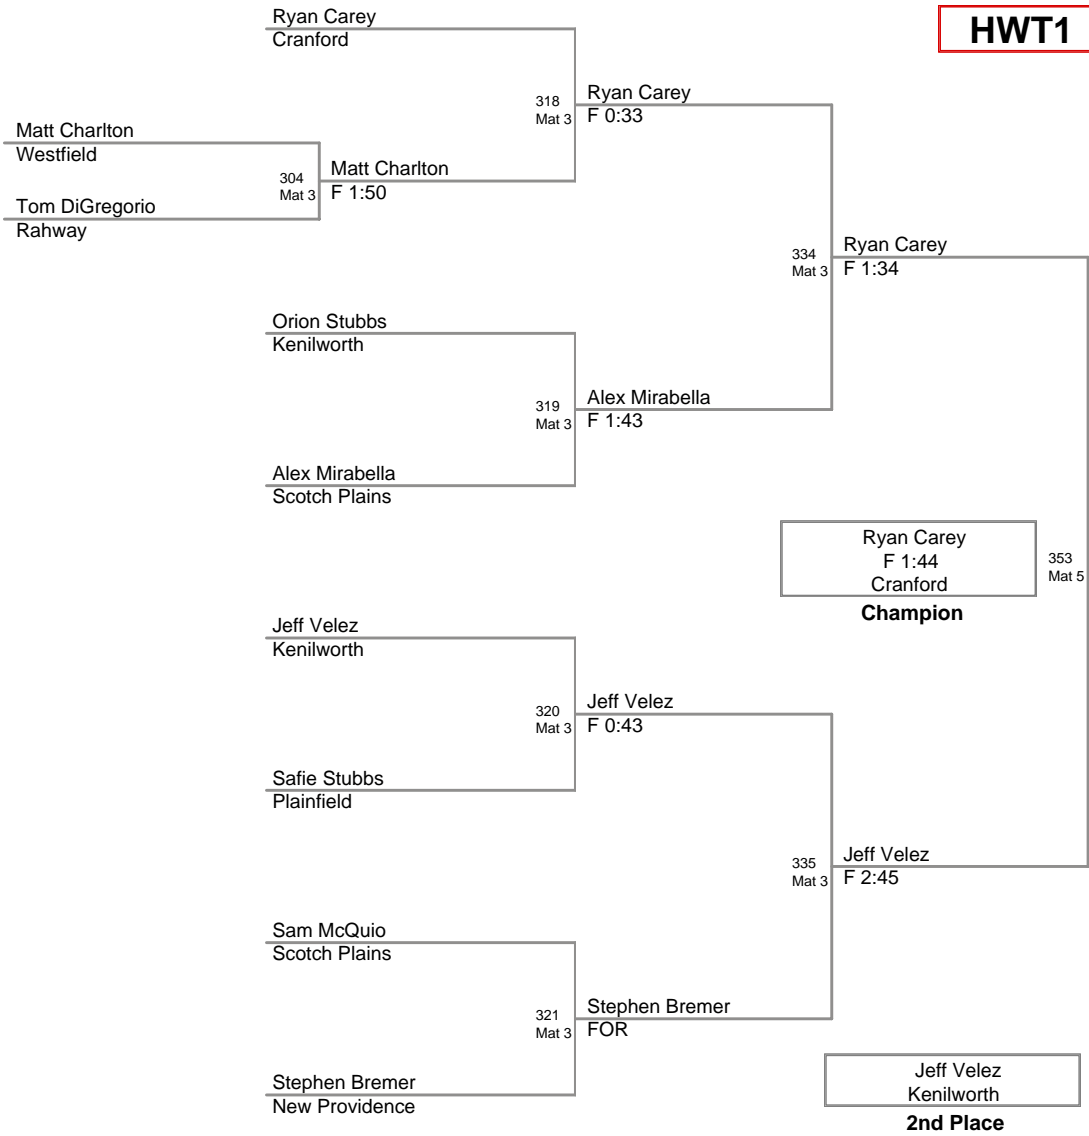 Ryan Carey
Cranford
HWT1
318
Mat 3
Ryan Carey
F 0:33
Matt Charlton
Westfield
304
Mat 3
Matt Charlton
F 1:50
Tom DiGregorio
Rahway
334
Mat 3
Ryan Carey
F 1:34
Orion Stubbs
Kenilworth
319
Mat 3
Alex Mirabella
F 1:43
Alex Mirabella
Scotch Plains
Ryan Carey
F 1:44
Cranford
Champion
353
Mat 5
Jeff Velez
Kenilworth
320
Mat 3
Jeff Velez
F 0:43
Safie Stubbs
Plainfield
335
Mat 3
Jeff Velez
F 2:45
Sam McQuio
Scotch Plains
321
Mat 3
Stephen Bremer
FOR
Stephen Bremer
New Providence
Jeff Velez
Kenilworth
2nd Place